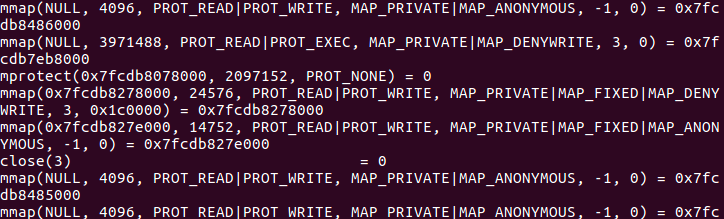 mmap(NULL, 4096, PROT_READ|PROT_WRITE, MAP_PRIVATE|MAP_ANONYMOUS, -1, 0) = 0x7fc
db8486000
mmap(NULL, 3971488, PROT_READ|PROT_EXEC, MAP_PRIVATE|MAP_DENYWRITE, 3, 0) = 0x7f
cdb7eb8000
mprotect(0x7fcdb8078000, 2097152, PROT_NONE) = 0
mmap(0x7fcdb8278000, 24576, PROT_READ|PROT_WRITE, MAP_PRIVATE|MAP_FIXED|MAP_DENY
WRITE, 3, 0x1c0000) = 0x7fcdb8278000
mmap(0x7fcdb827e000, 14752, PROT_READ|PROT_WRITE, MAP_PRIVATE|MAP_FIXED|MAP_ANON
YMOUS, -1, 0) = 0x7fcdb827e000
close(3)                                = 0
mmap(NULL, 4096, PROT_READ|PROT_WRITE, MAP_PRIVATE|MAP_ANONYMOUS, -1, 0) = 0x7fc
db8485000
mmap(NULL, 4096, PROT_READ|PROT_WRITE, MAP_PRIVATE|MAP_ANONYMOUS, -1, 0) = 0x7fc